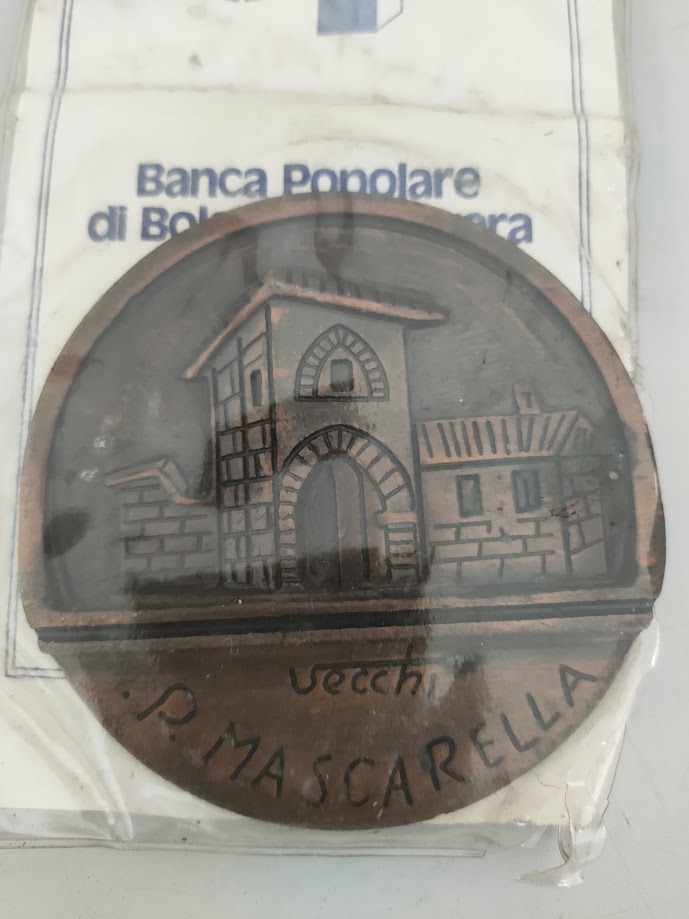 Banca Popolare
di
vecchi
. P. MASCARELLA